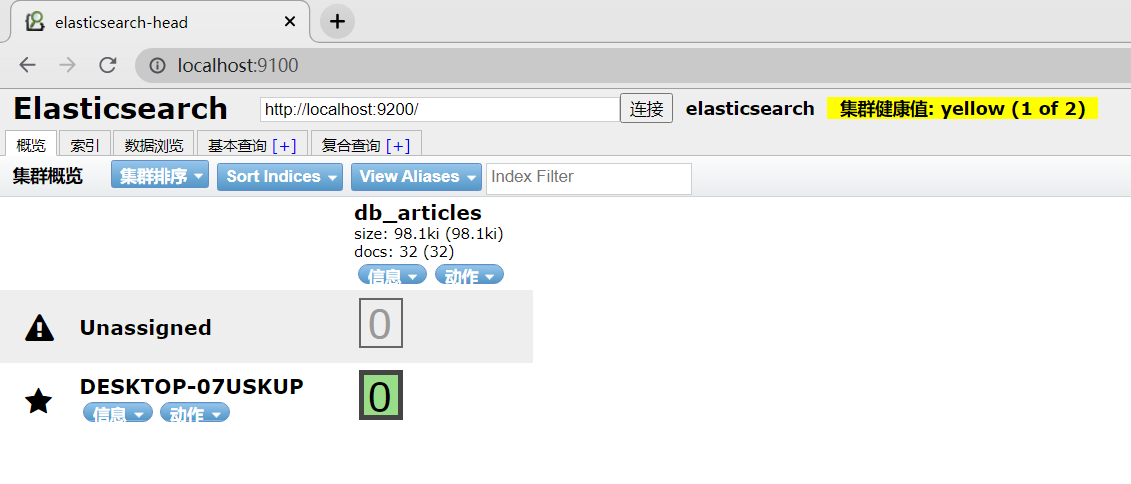 elasticsearch-head
localhost:9100
Elasticsearch http://localhost:9200/ 连接 elasticsearch 集群健康值: yellow (1 of 2)
概览 索引 数据浏览 基本查询 [+] 复合查询 [+]
集群概览 集群排序 Sort Indices View Aliases Index Filter
db_articles
size: 98.1ki (98.1ki)
docs: 32 (32)
信息 动作
Unassigned 0
DESKTOP-07USKUP 0
信息 动作